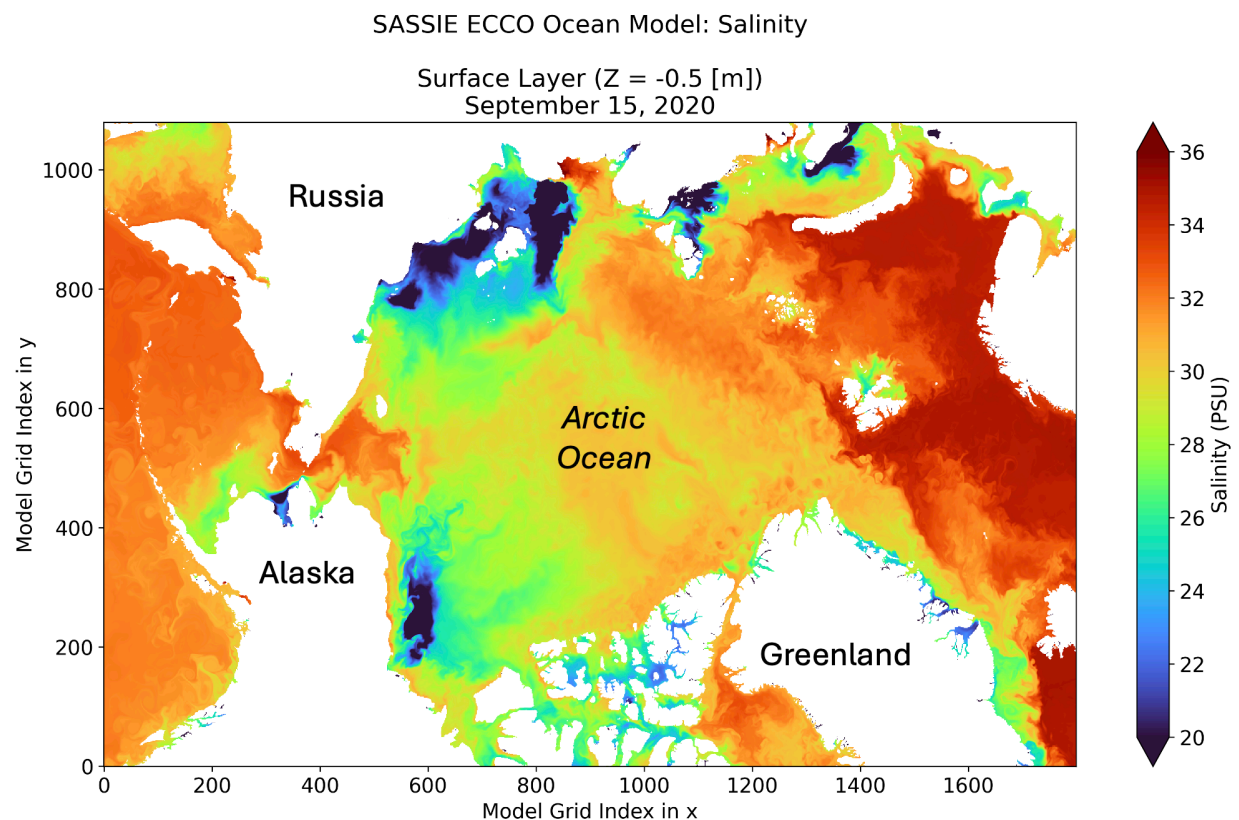 SASSIE ECCO Ocean Model: Salinity
Surface Layer (Z = -0.5 [m])
September 15, 2020
Model Grid Index in y
1000
800
600
400
200
0
Russia
Arctic
Ocean
Alaska
Greenland
0
200
400
600
800
1000
1200
1400
1600
Model Grid Index in x
36
34
32
30
28
26
24
22
20
Salinity (PSU)